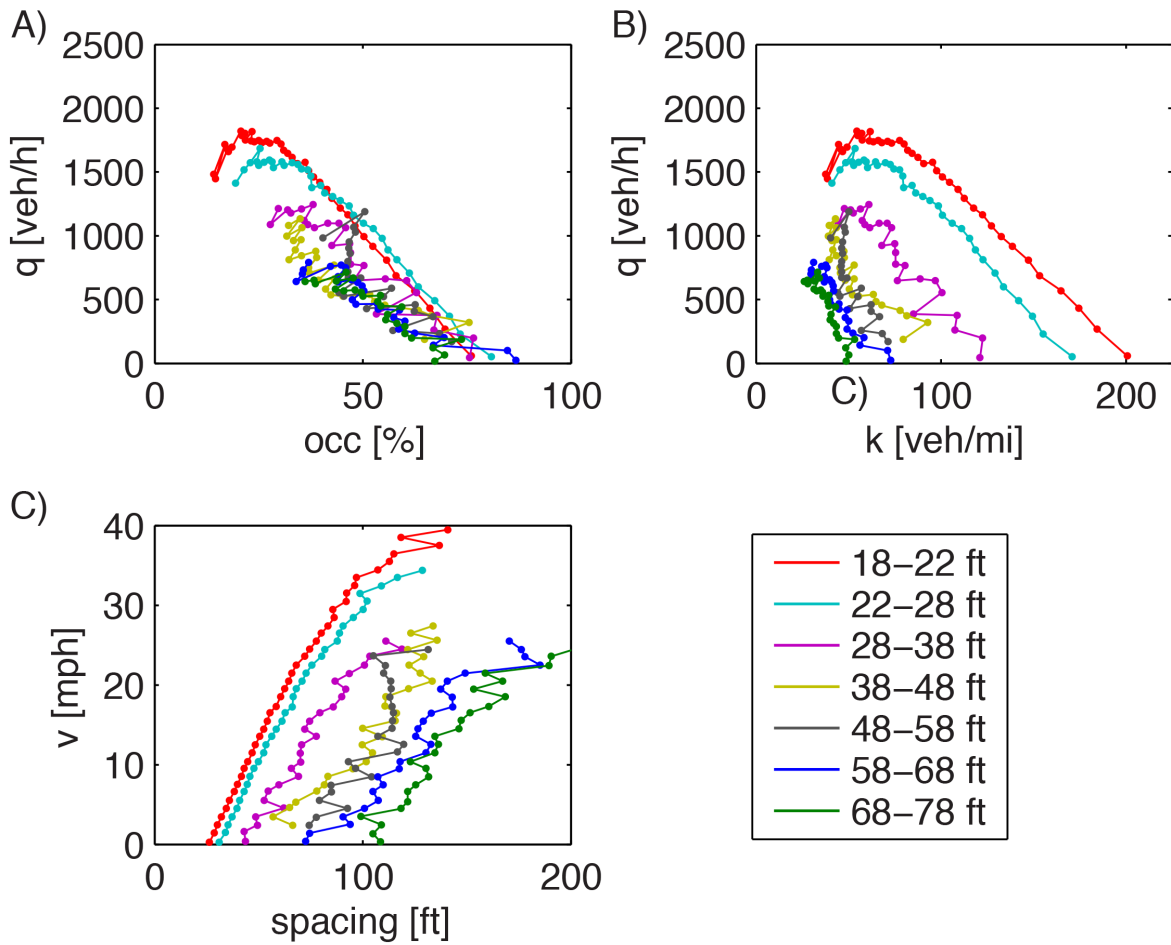 A)
q [veh/h]
2500
2000
1500
1000
500
0
0
50
100
occ [%]
B)
q [veh/h]
2500
2000
1500
1000
500
0
0
C)
100
200
k [veh/mi]
C)
v [mph]
40
30
20
10
0
0
100
200
spacing [ft]
18–22 ft
22–28 ft
28–38 ft
38–48 ft
48–58 ft
58–68 ft
68–78 ft